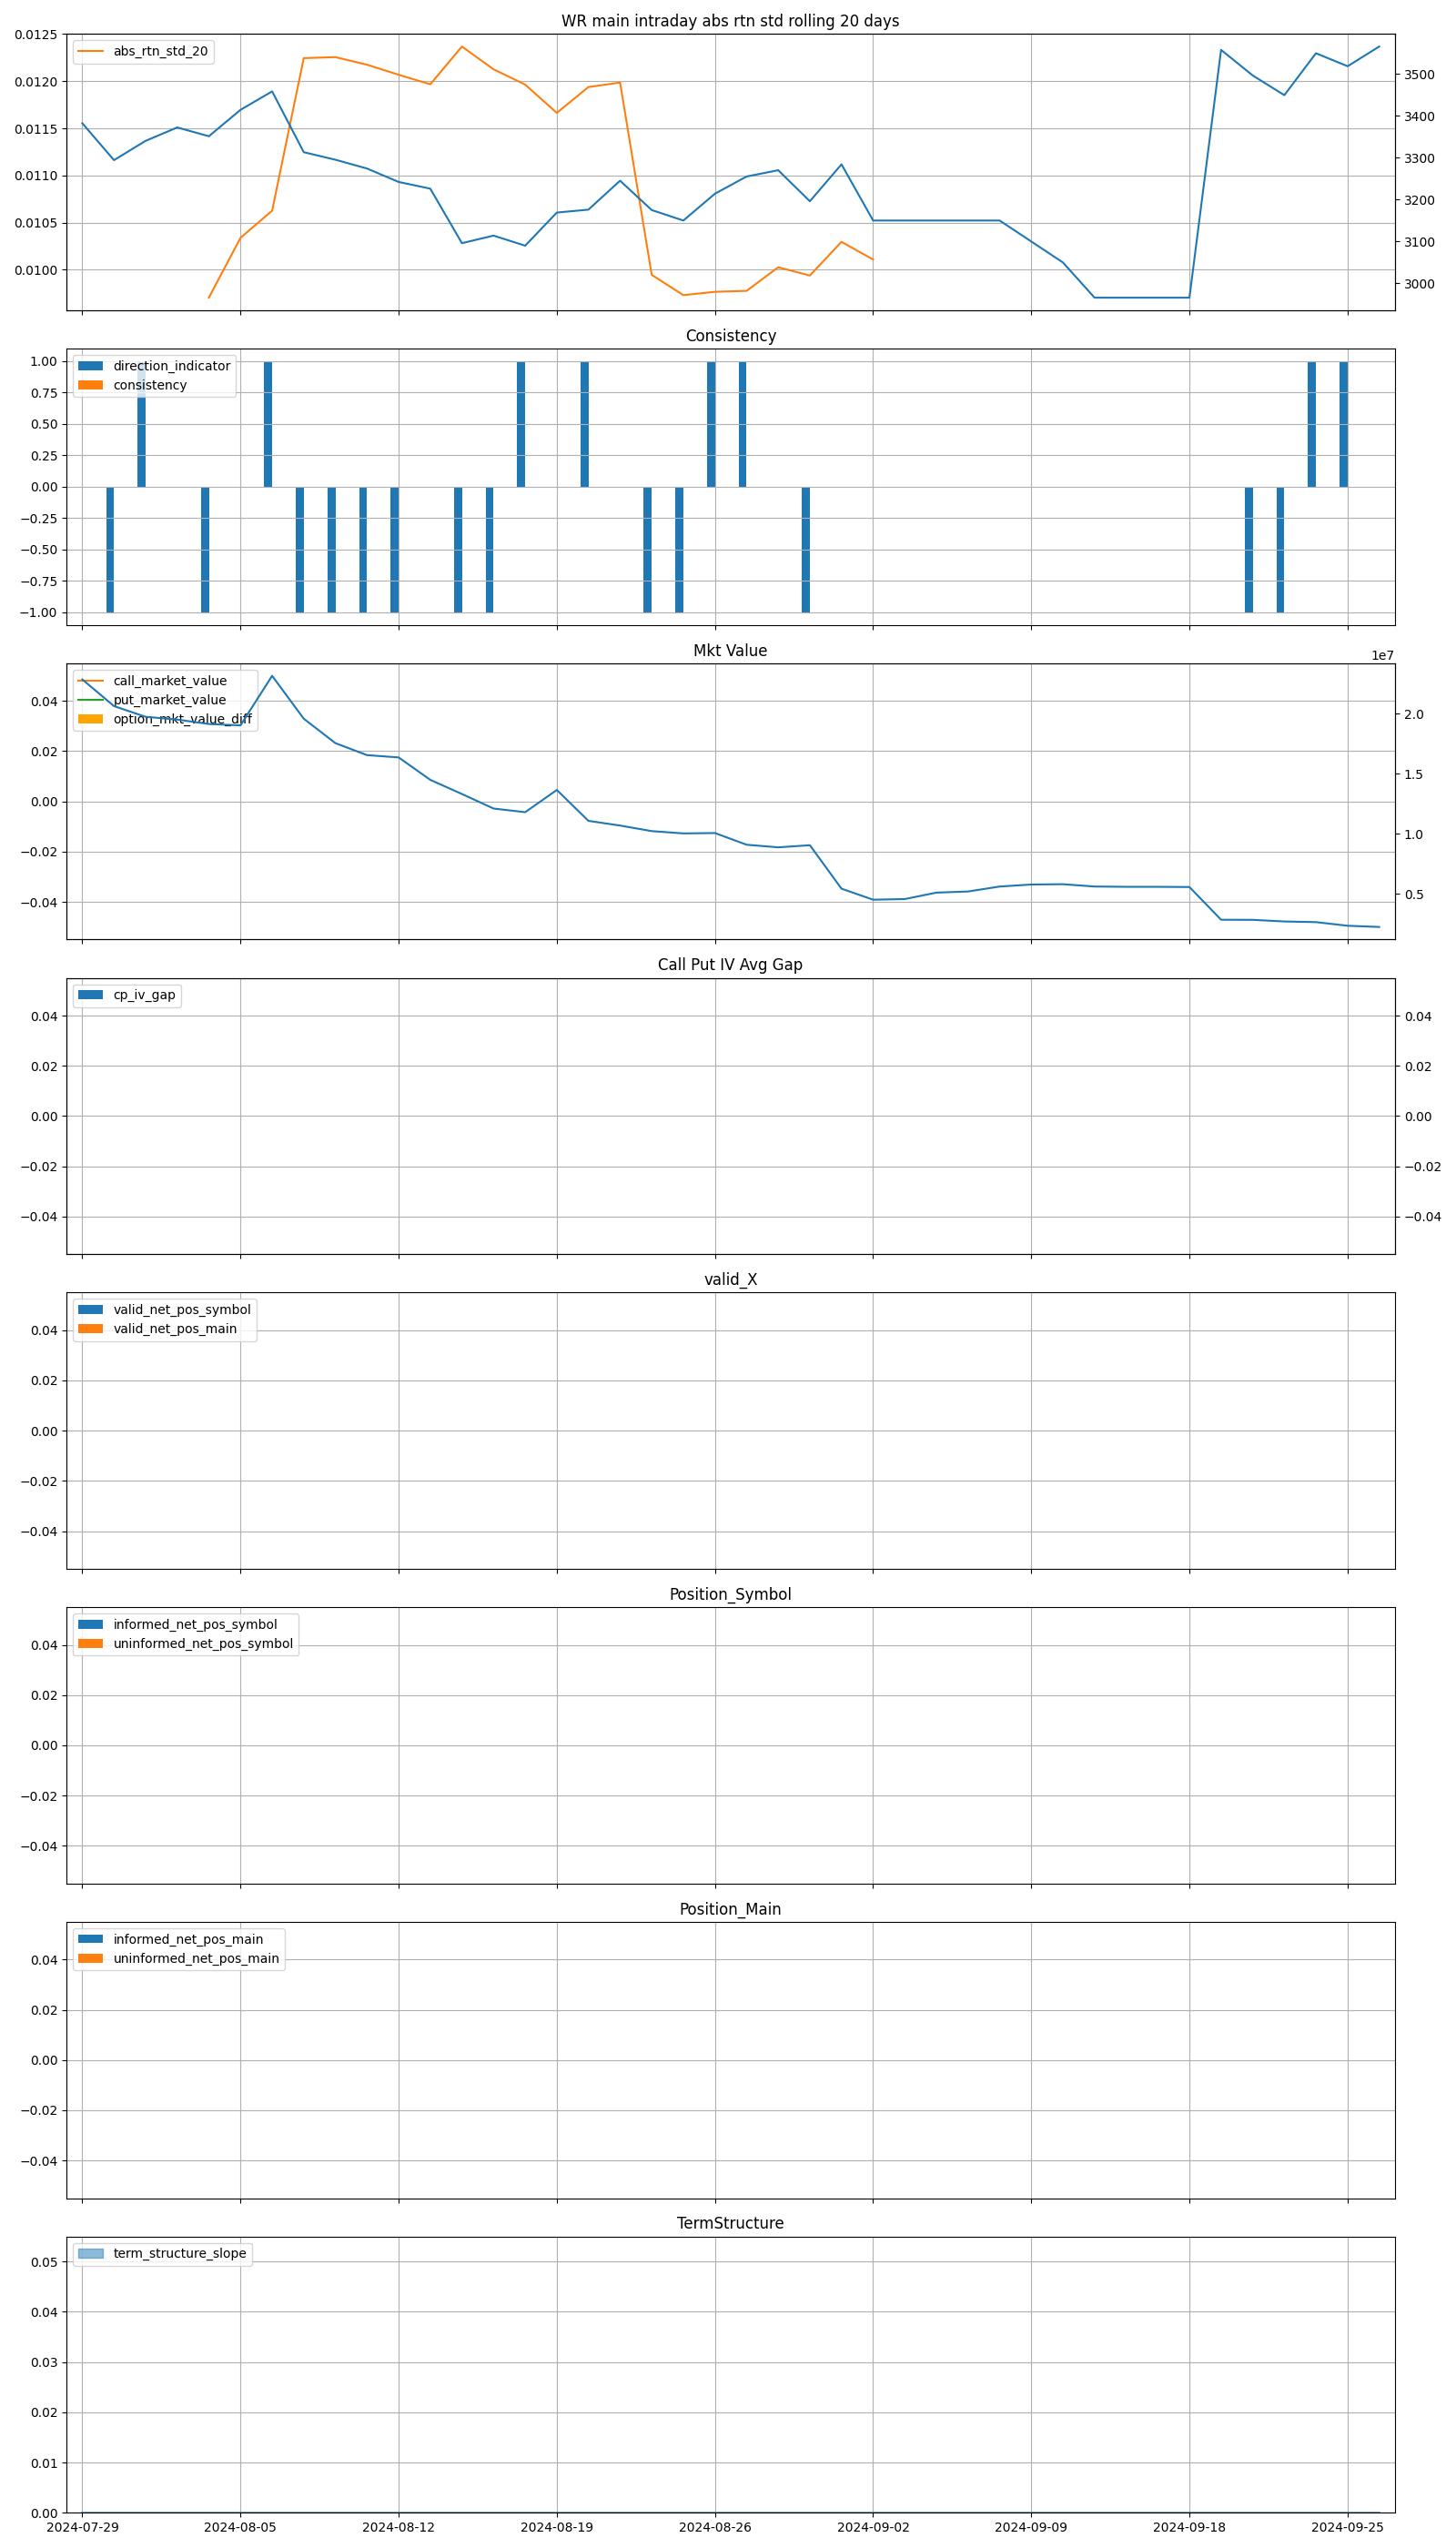 WR main intraday abs rtn std rolling 20 days
abs_rtn_std_20
0.0125
0.0120
0.0115
0.0110
0.0105
0.0100
3500
3400
3300
3200
3100
3000
Consistency
direction_indicator
consistency
1.00
0.75
0.50
0.25
0.00
−0.25
−0.50
−0.75
−1.00
Mkt Value
1e7
call_market_value
put_market_value
option_mkt_value_diff
0.04
0.02
0.00
−0.02
−0.04
2.0
1.5
1.0
0.5
Call Put IV Avg Gap
cp_iv_gap
0.04
0.02
0.00
−0.02
−0.04
0.04
0.02
0.00
−0.02
−0.04
valid_X
valid_net_pos_symbol
valid_net_pos_main
0.04
0.02
0.00
−0.02
−0.04
Position_Symbol
informed_net_pos_symbol
uninformed_net_pos_symbol
0.04
0.02
0.00
−0.02
−0.04
Position_Main
informed_net_pos_main
uninformed_net_pos_main
0.04
0.02
0.00
−0.02
−0.04
TermStructure
term_structure_slope
0.05
0.04
0.03
0.02
0.01
0.00
2024-07-29 2024-08-05 2024-08-12 2024-08-19 2024-08-26 2024-09-02 2024-09-09 2024-09-18 2024-09-25